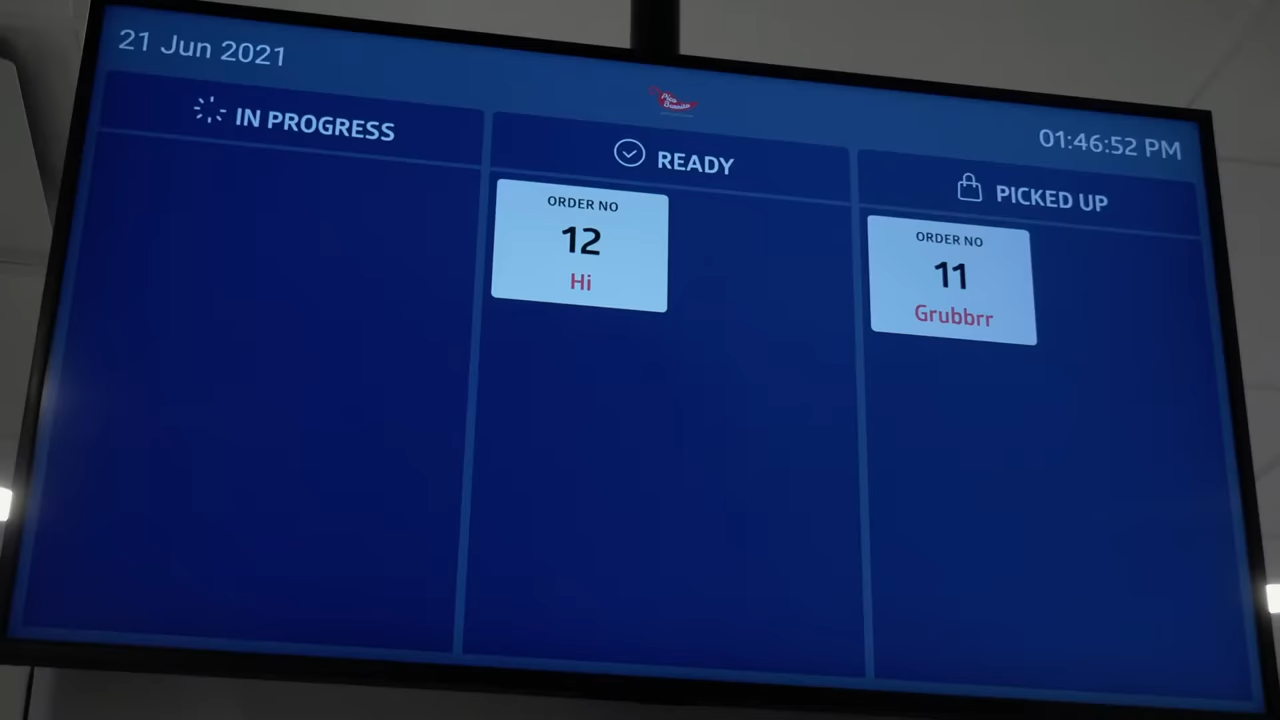 21 Jun 2021
01:46:52 PM
IN PROGRESS
READY
ORDER NO
12
Hi
PICKED UP
ORDER NO
11
Grubbrr